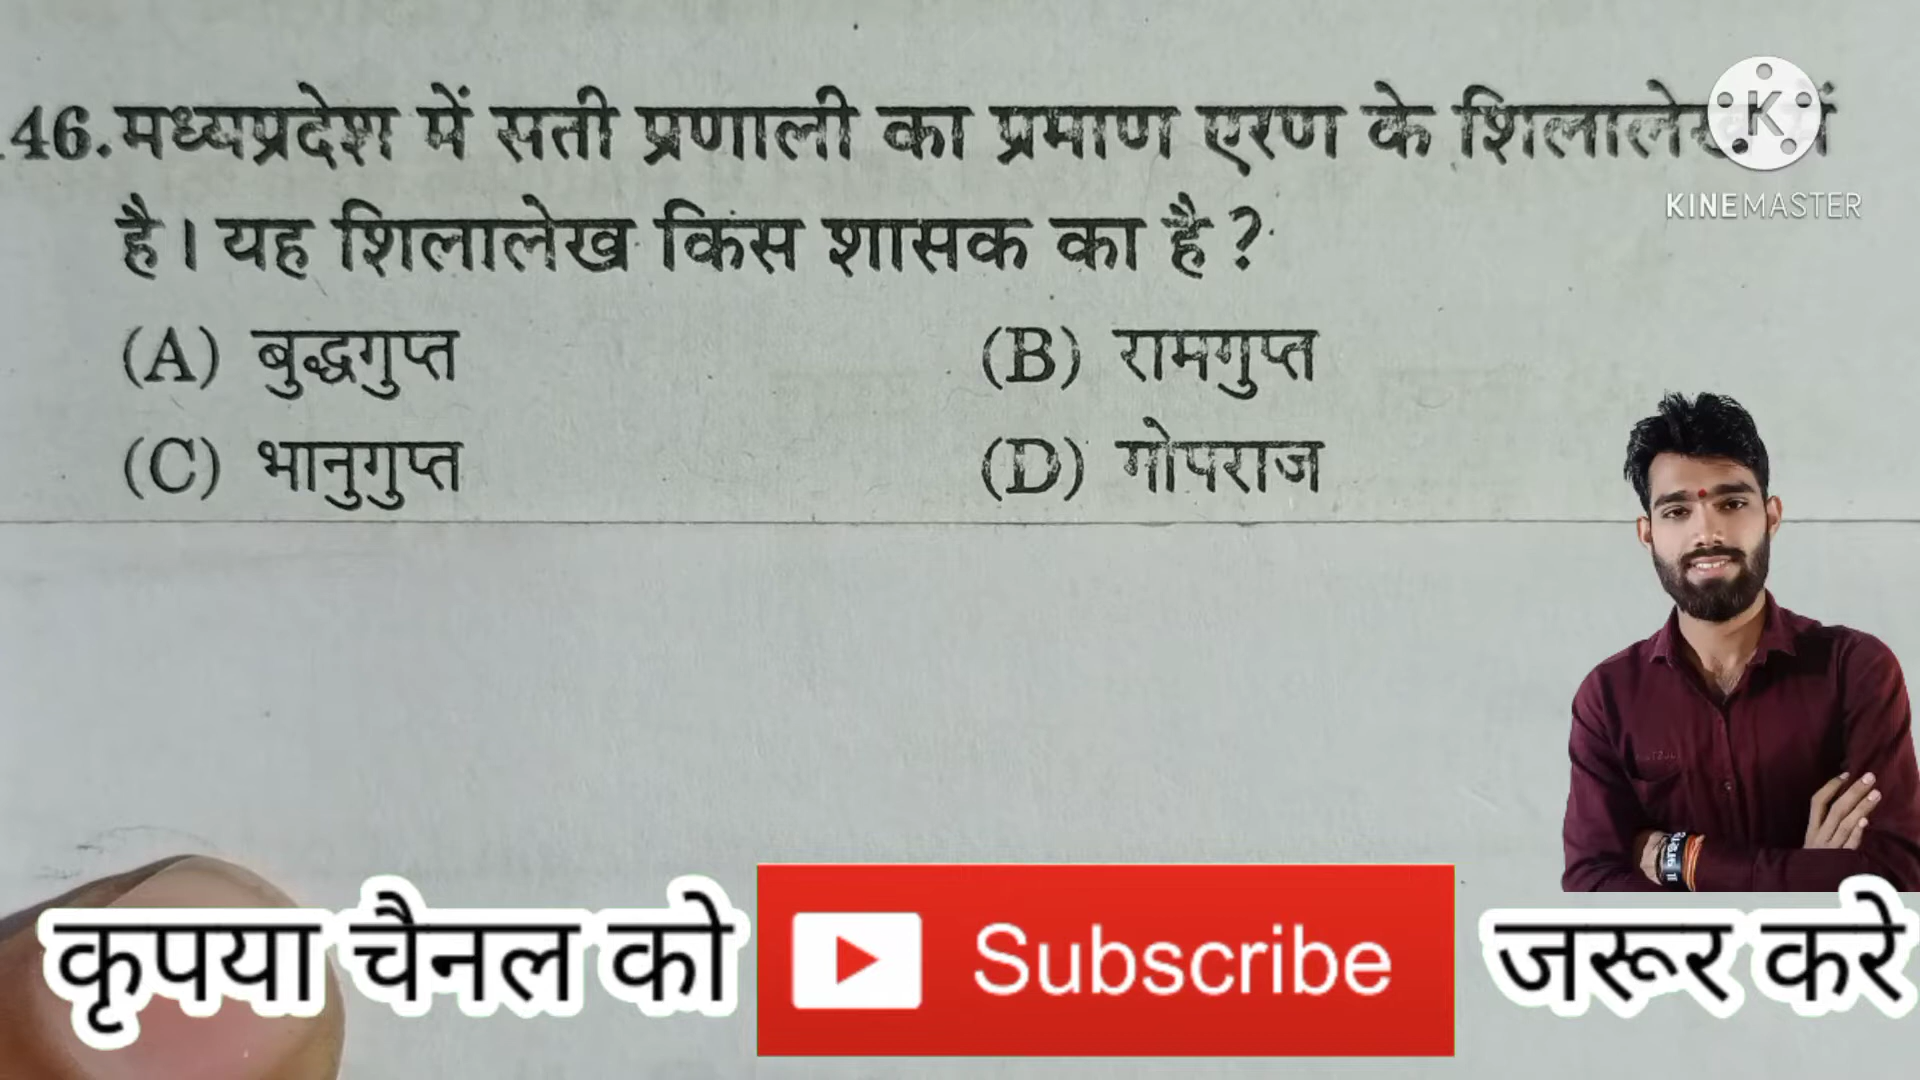 46. मध्यप्रदेश में सती प्रणाली का प्रमाण एरण के शिलालेख में
है। यह शिलालेख किस शासक का है ?
(A) बुद्धगुप्त (B) रामगुप्त
(C) भानुगुप्त (D) गोपराज
K
KINEMASTER
कृपया चैनल को Subscribe जरूर करे